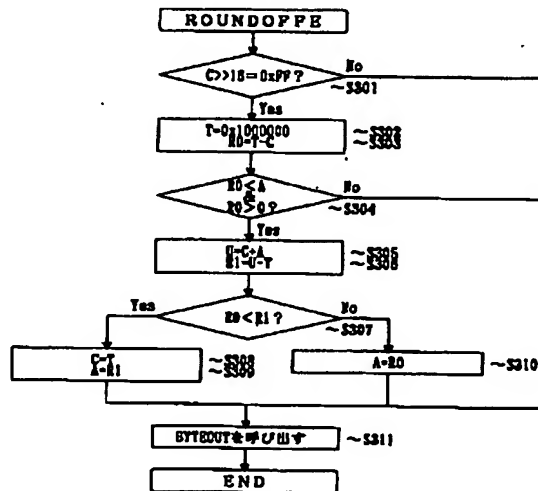 ROUNDOFFE
C>>16=0xFF?
No
~S301
Yes
T=0x1000000
~S302
R0=T-C
~S303
R0<A
No
R0>0?
~S304
Yes
U=C+A
~S305
R1=U-T
~S306
Yes
R0<R1?
No
~S307
C=T
~S308
A=R1
~S309
A=R0
~S310
BYTEOUTを呼び出す
~S311
END